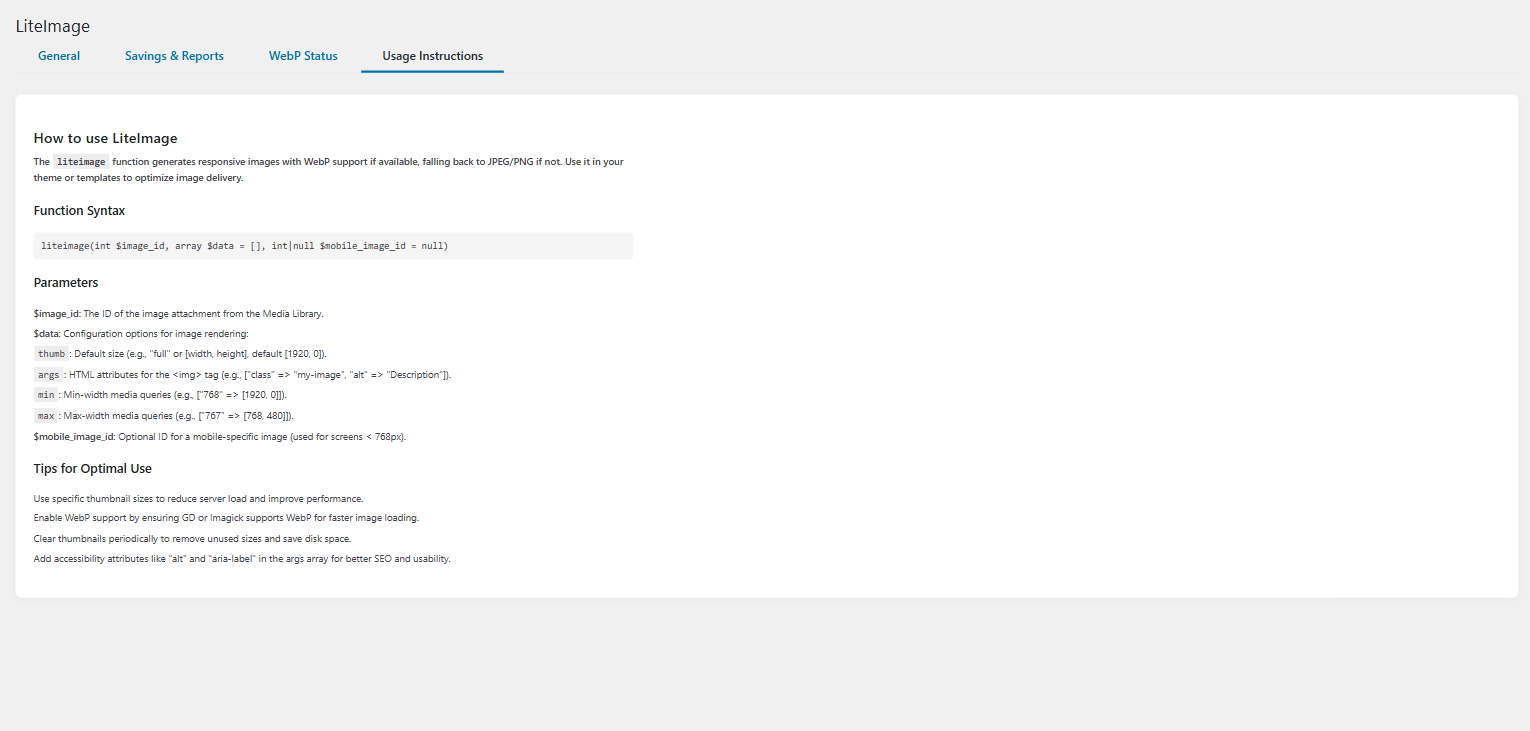 LiteImage
General Savings & Reports WebP Status Usage Instructions
How to use LiteImage
The liteimage function generates responsive images with WebP support if available, falling back to JPEG/PNG if not. Use it in your
theme or templates to optimize image delivery.
Function Syntax
liteimage(int $image_id, array $data = [], int|null $mobile_image_id = null)
Parameters
$image_id: The ID of the image attachment from the Media Library.
$data: Configuration options for image rendering:
thumb : Default size (e.g., "full" or [width, height], default [1920, 0]).
args : HTML attributes for the <img> tag (e.g., ["class" => "my-image", "alt" => "Description"]).
min : Min-width media queries (e.g., ["768" => [1920, 0]]).
max : Max-width media queries (e.g., ["767" => [768, 480]]).
$mobile_image_id: Optional ID for a mobile-specific image (used for screens < 768px).
Tips for Optimal Use
Use specific thumbnail sizes to reduce server load and improve performance.
Enable WebP support by ensuring GD or Imagick supports WebP for faster image loading.
Clear thumbnails periodically to remove unused sizes and save disk space.
Add accessibility attributes like "alt" and "aria-label" in the args array for better SEO and usability.